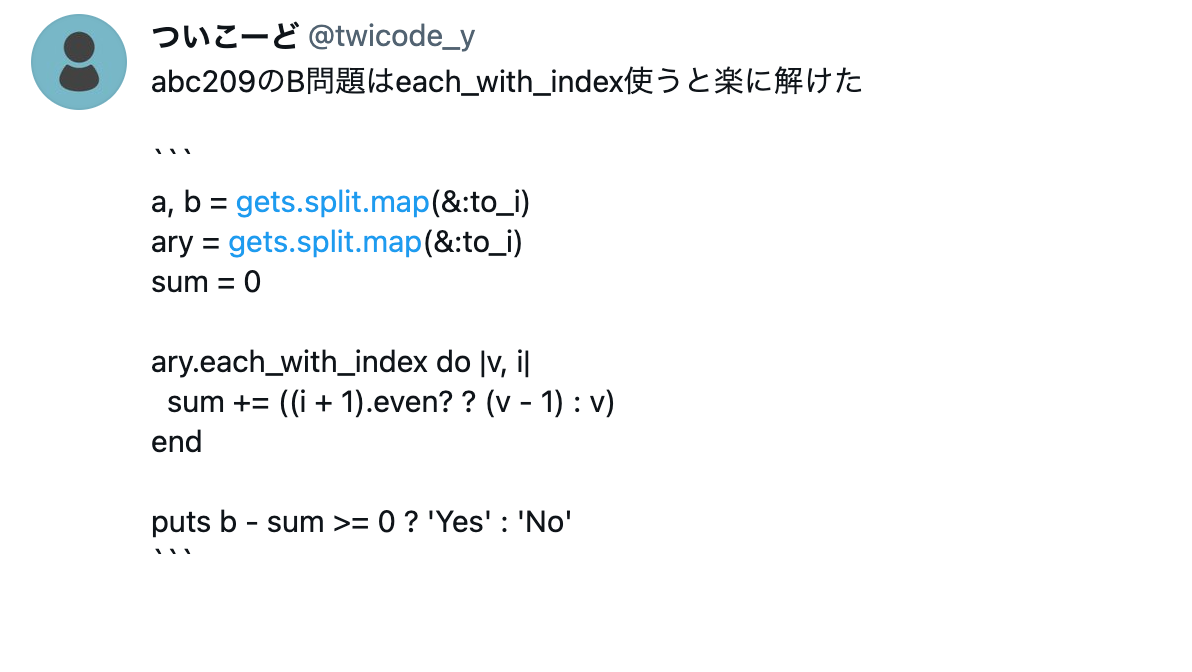 ついこーど @twicode_y
abc209のB問題はeach_with_index使うと楽に解けた
```
a, b = gets.split.map(&:to_i)
ary = gets.split.map(&:to_i)
sum = 0
ary.each_with_index do |v, i|
  sum += ((i + 1).even? ? (v - 1) : v)
end
puts b - sum >= 0 ? 'Yes' : 'No'
```